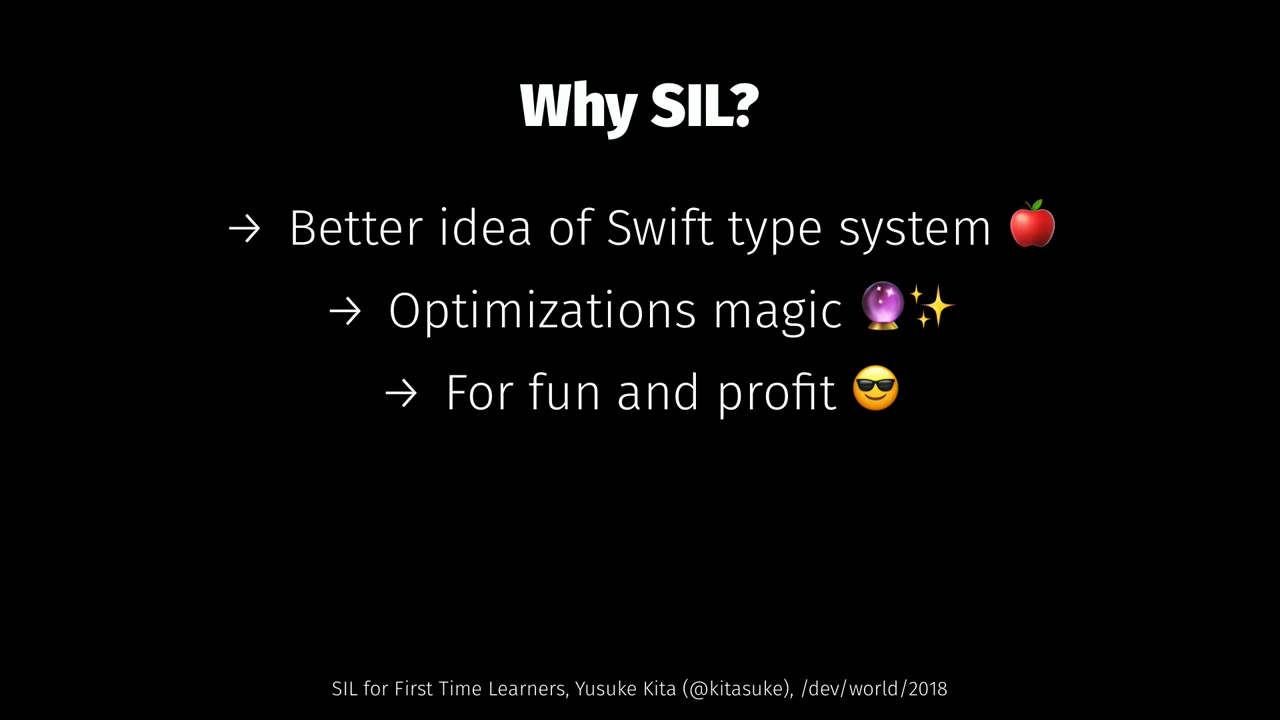 Why SIL?
→ Better idea of Swift type system 🍎
→ Optimizations magic 🔮✨
→ For fun and profit 😎
SIL for First Time Learners, Yusuke Kita (@kitasuke), /dev/world/2018